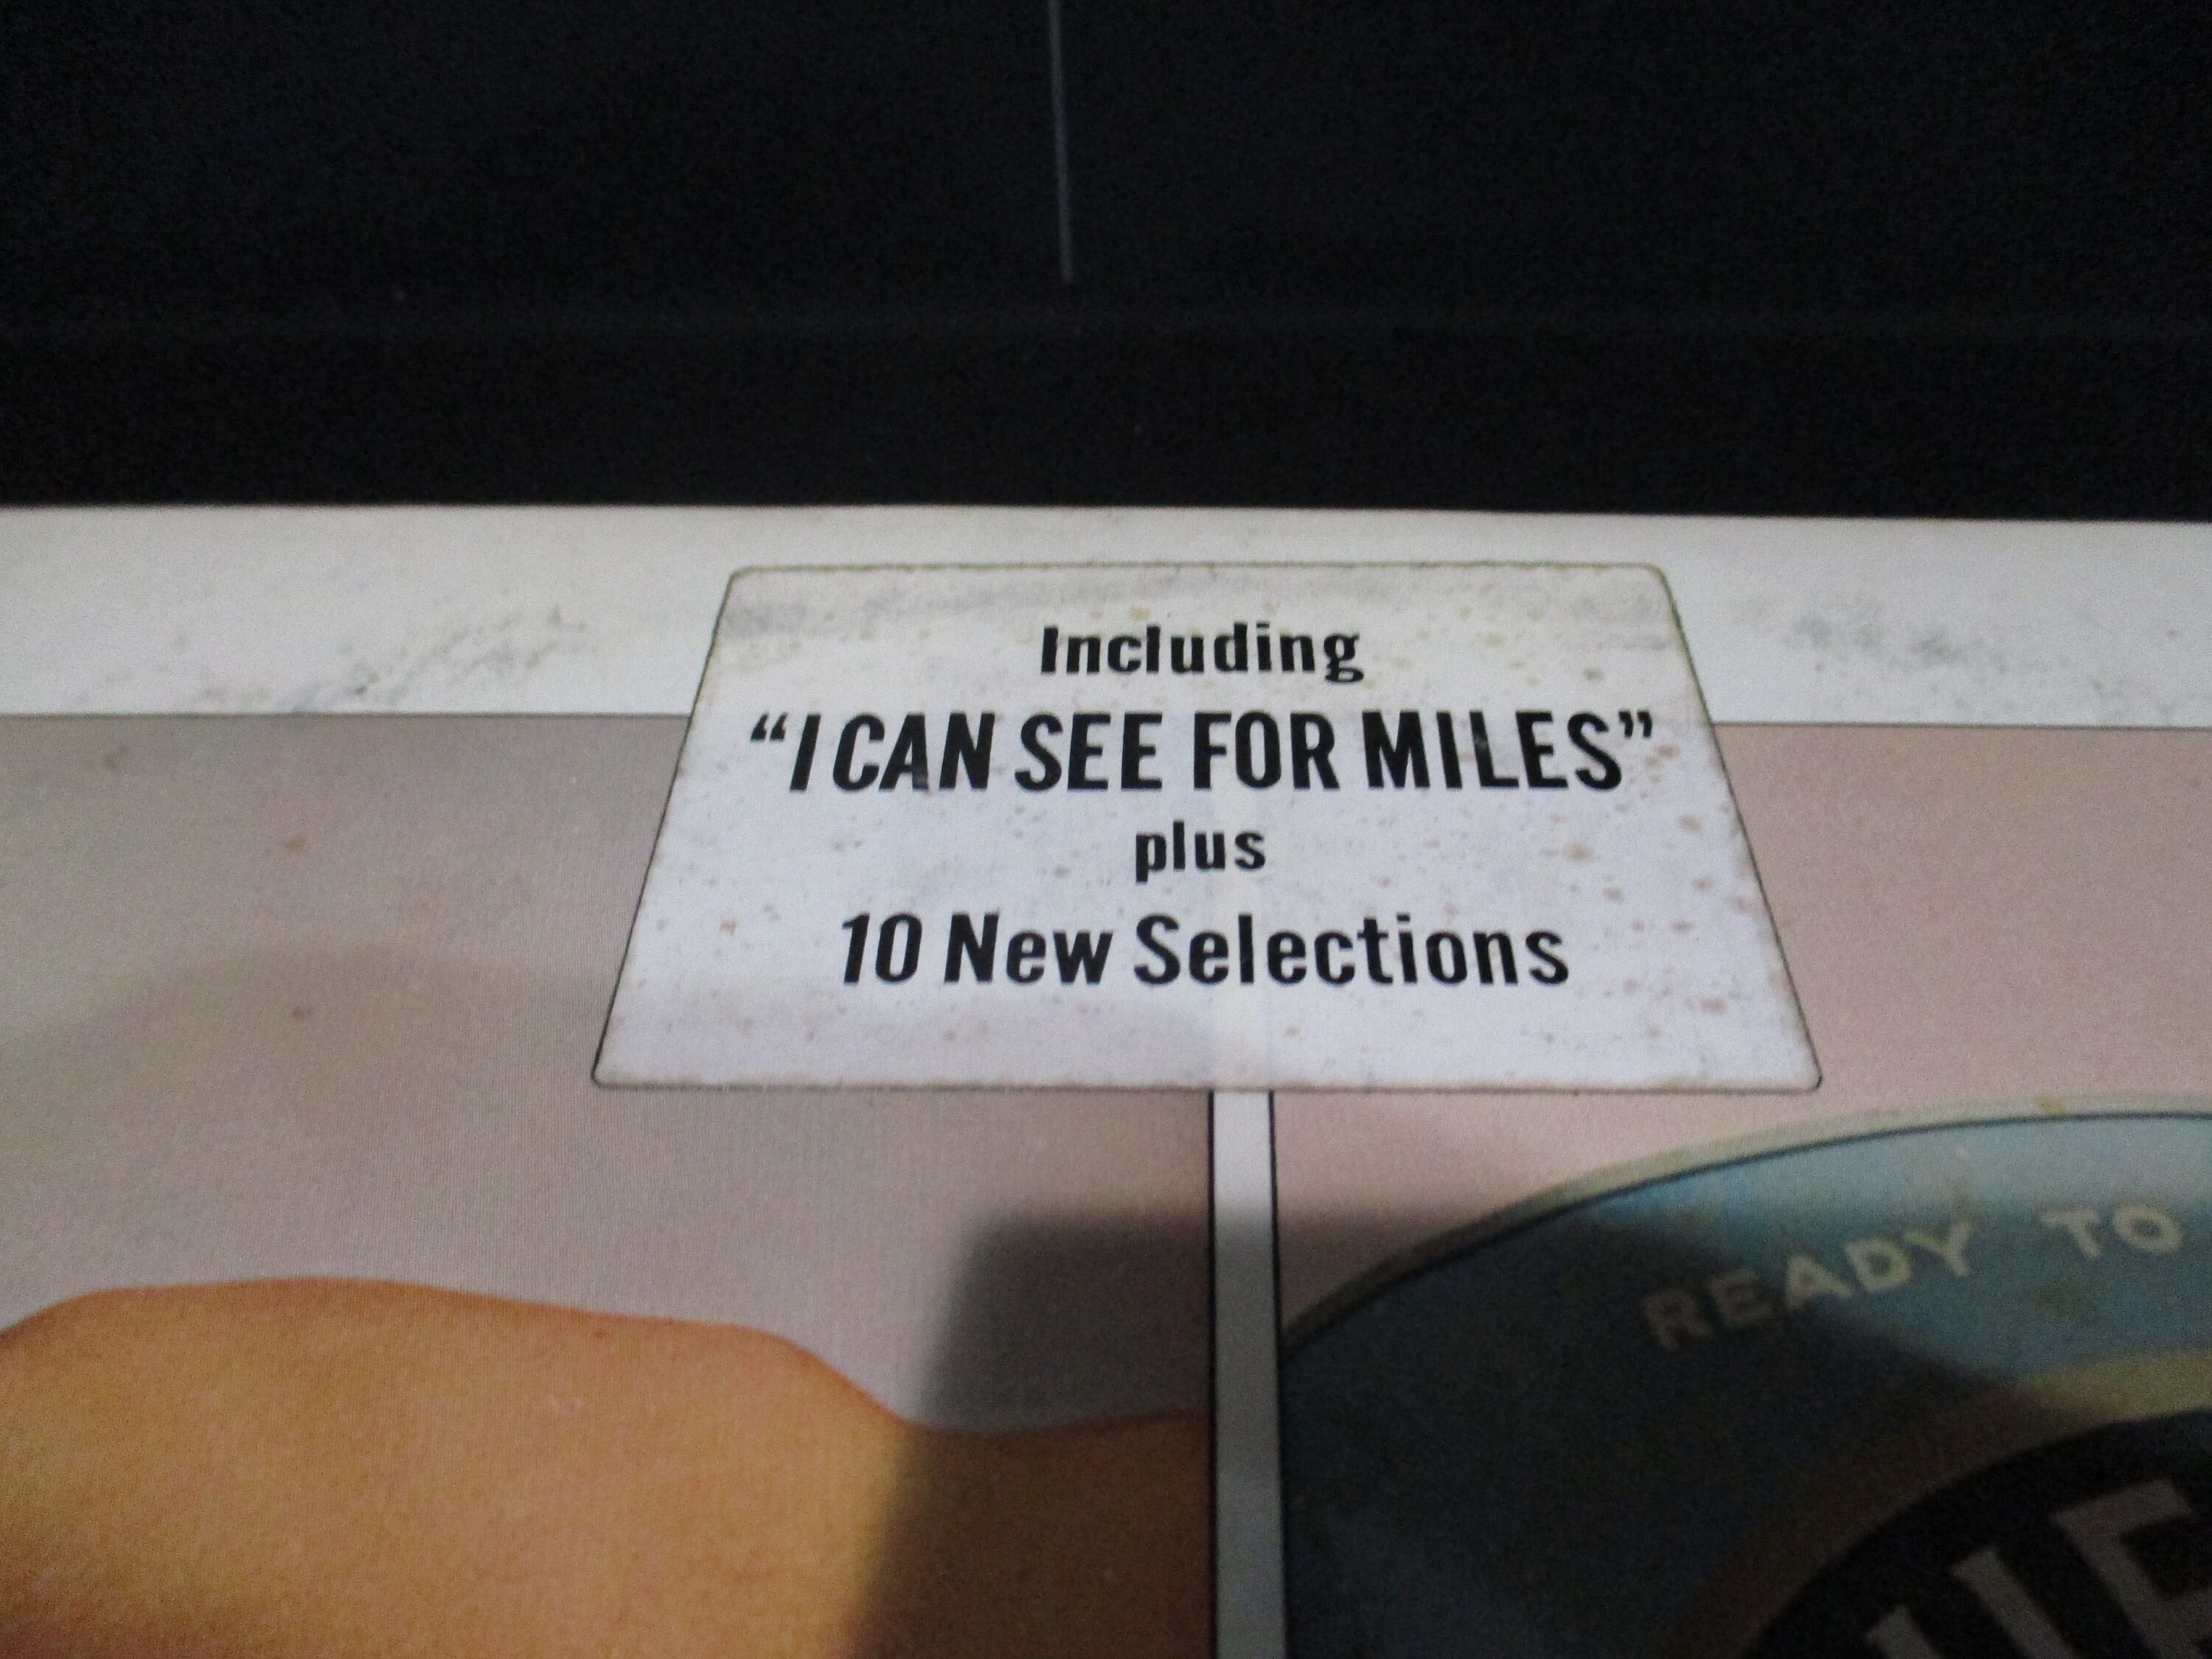 Including
“I CAN SEE FOR MILES”
plus
10 New Selections
READY TO